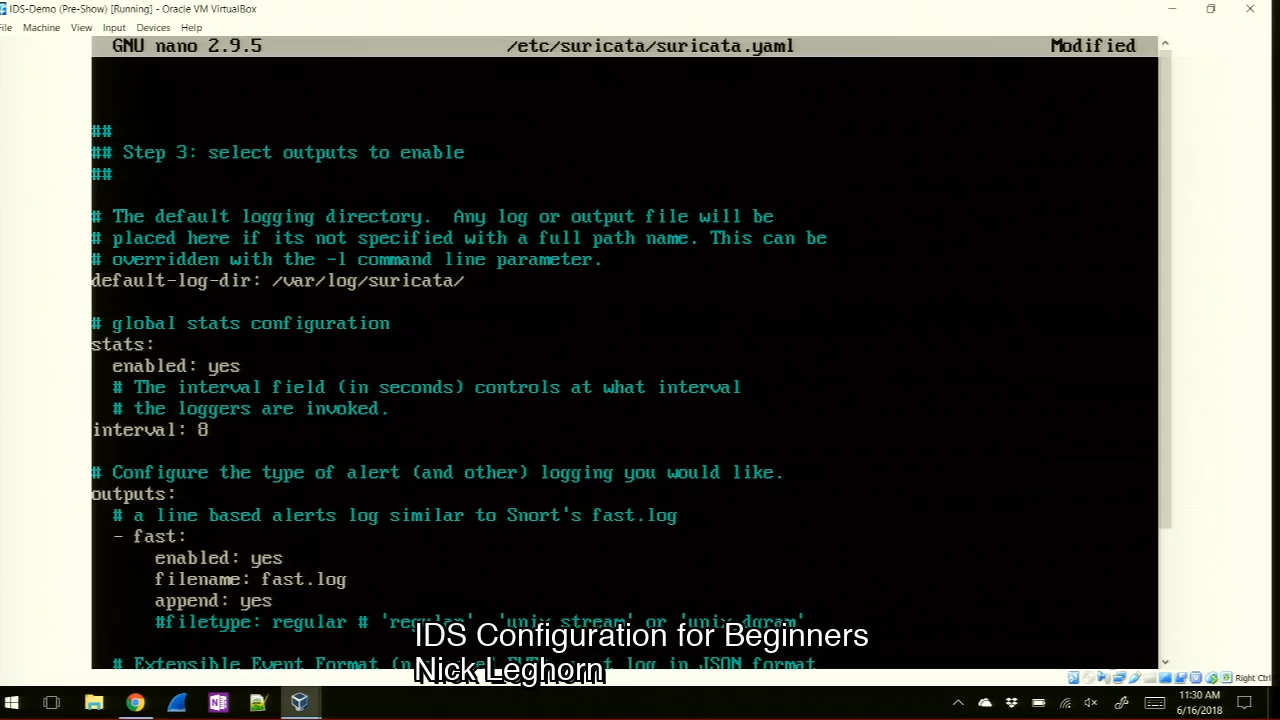 IDS-Demo (Pre-Show) [Running] - Oracle VM VirtualBox
File Machine View Input Devices Help
GNU nano 2.9.5 /etc/suricata/suricata.yaml Modified
##
## Step 3: select outputs to enable
##
# The default logging directory. Any log or output file will be
# placed here if its not specified with a full path name. This can be
# overridden with the -l command line parameter.
default-log-dir: /var/log/suricata/
# global stats configuration
stats:
enabled: yes
# The interval field (in seconds) controls at what interval
# the loggers are invoked.
interval: 8
# Configure the type of alert (and other) logging you would like.
outputs:
# a line based alerts log similar to Snort's fast.log
- fast:
enabled: yes
filename: fast.log
append: yes
#filetype: regular # 'regular', 'unix_stream' or 'unix_dgram'
IDS Configuration for Beginners
# Extensible Event Format log in JSON format
Nick Leghorn
Right Ctrl
11:30 AM
6/16/2018